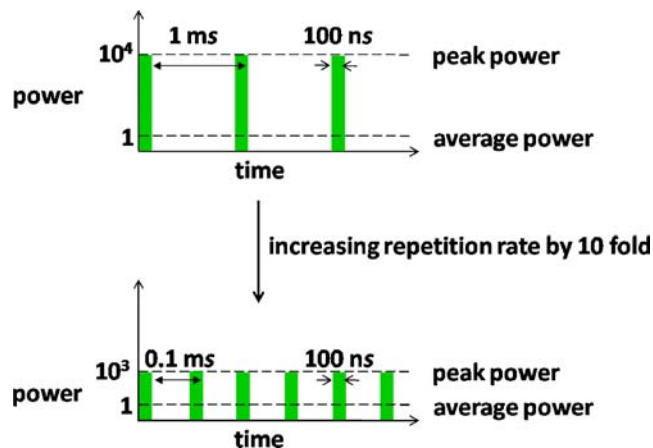 1 ms
100 ns
10⁴
peak power
power
1
average power
time
increasing repetition rate by 10 fold
0.1 ms
100 ns
10³
peak power
power
1
average power
time